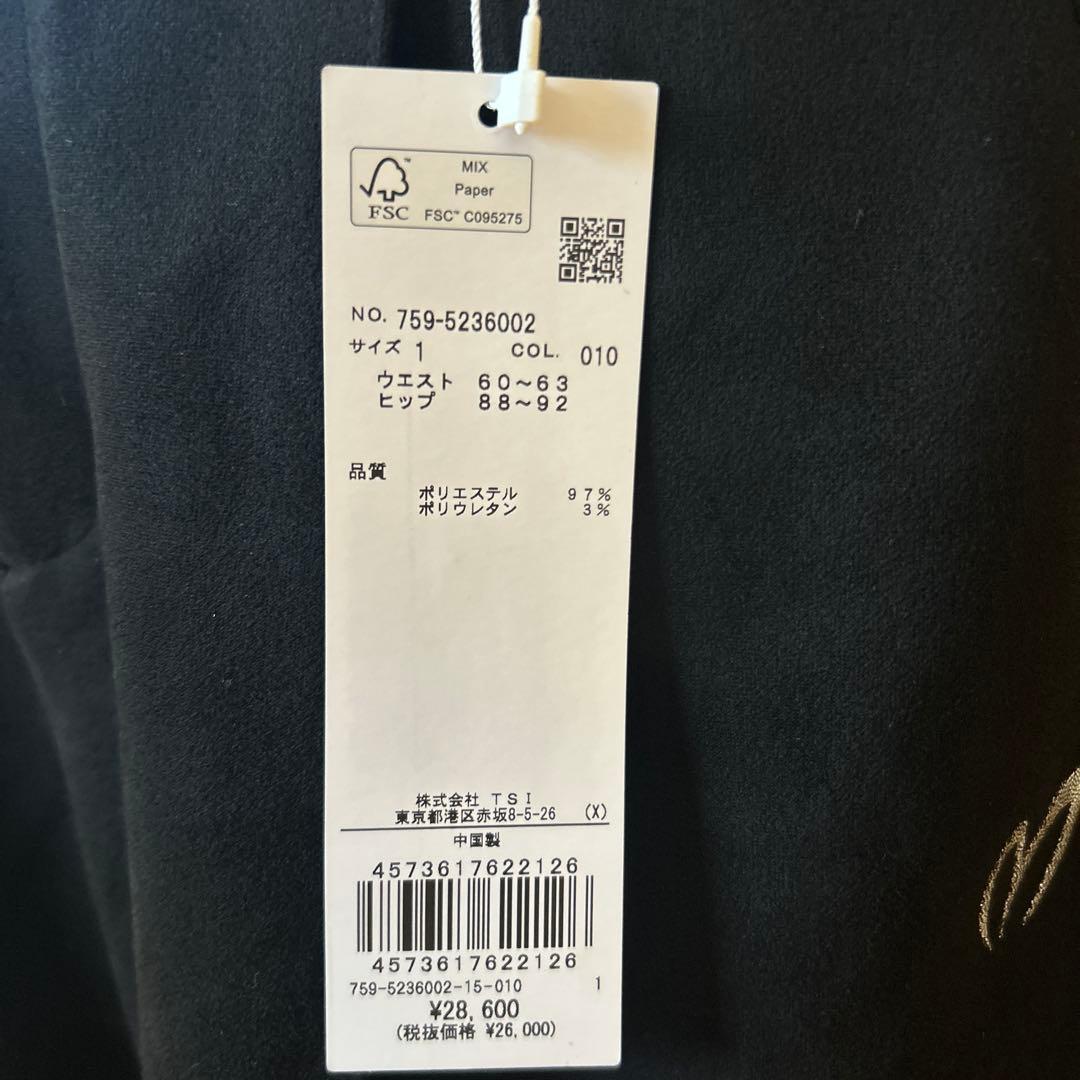 MIX
Paper
FSC™ C095275
FSC
NO. 759-5236002
サイズ 1 COL. 010
ウエスト 60~63
ヒップ 88~92
品質
ポリエステル 97%
ポリウレタン 3%
株式会社 TSI
東京都港区赤坂8-5-26 (X)
中国製
4573617622126
4573617622126
759-5236002-15-010 1
¥28,600
(税抜価格 ¥26,000)